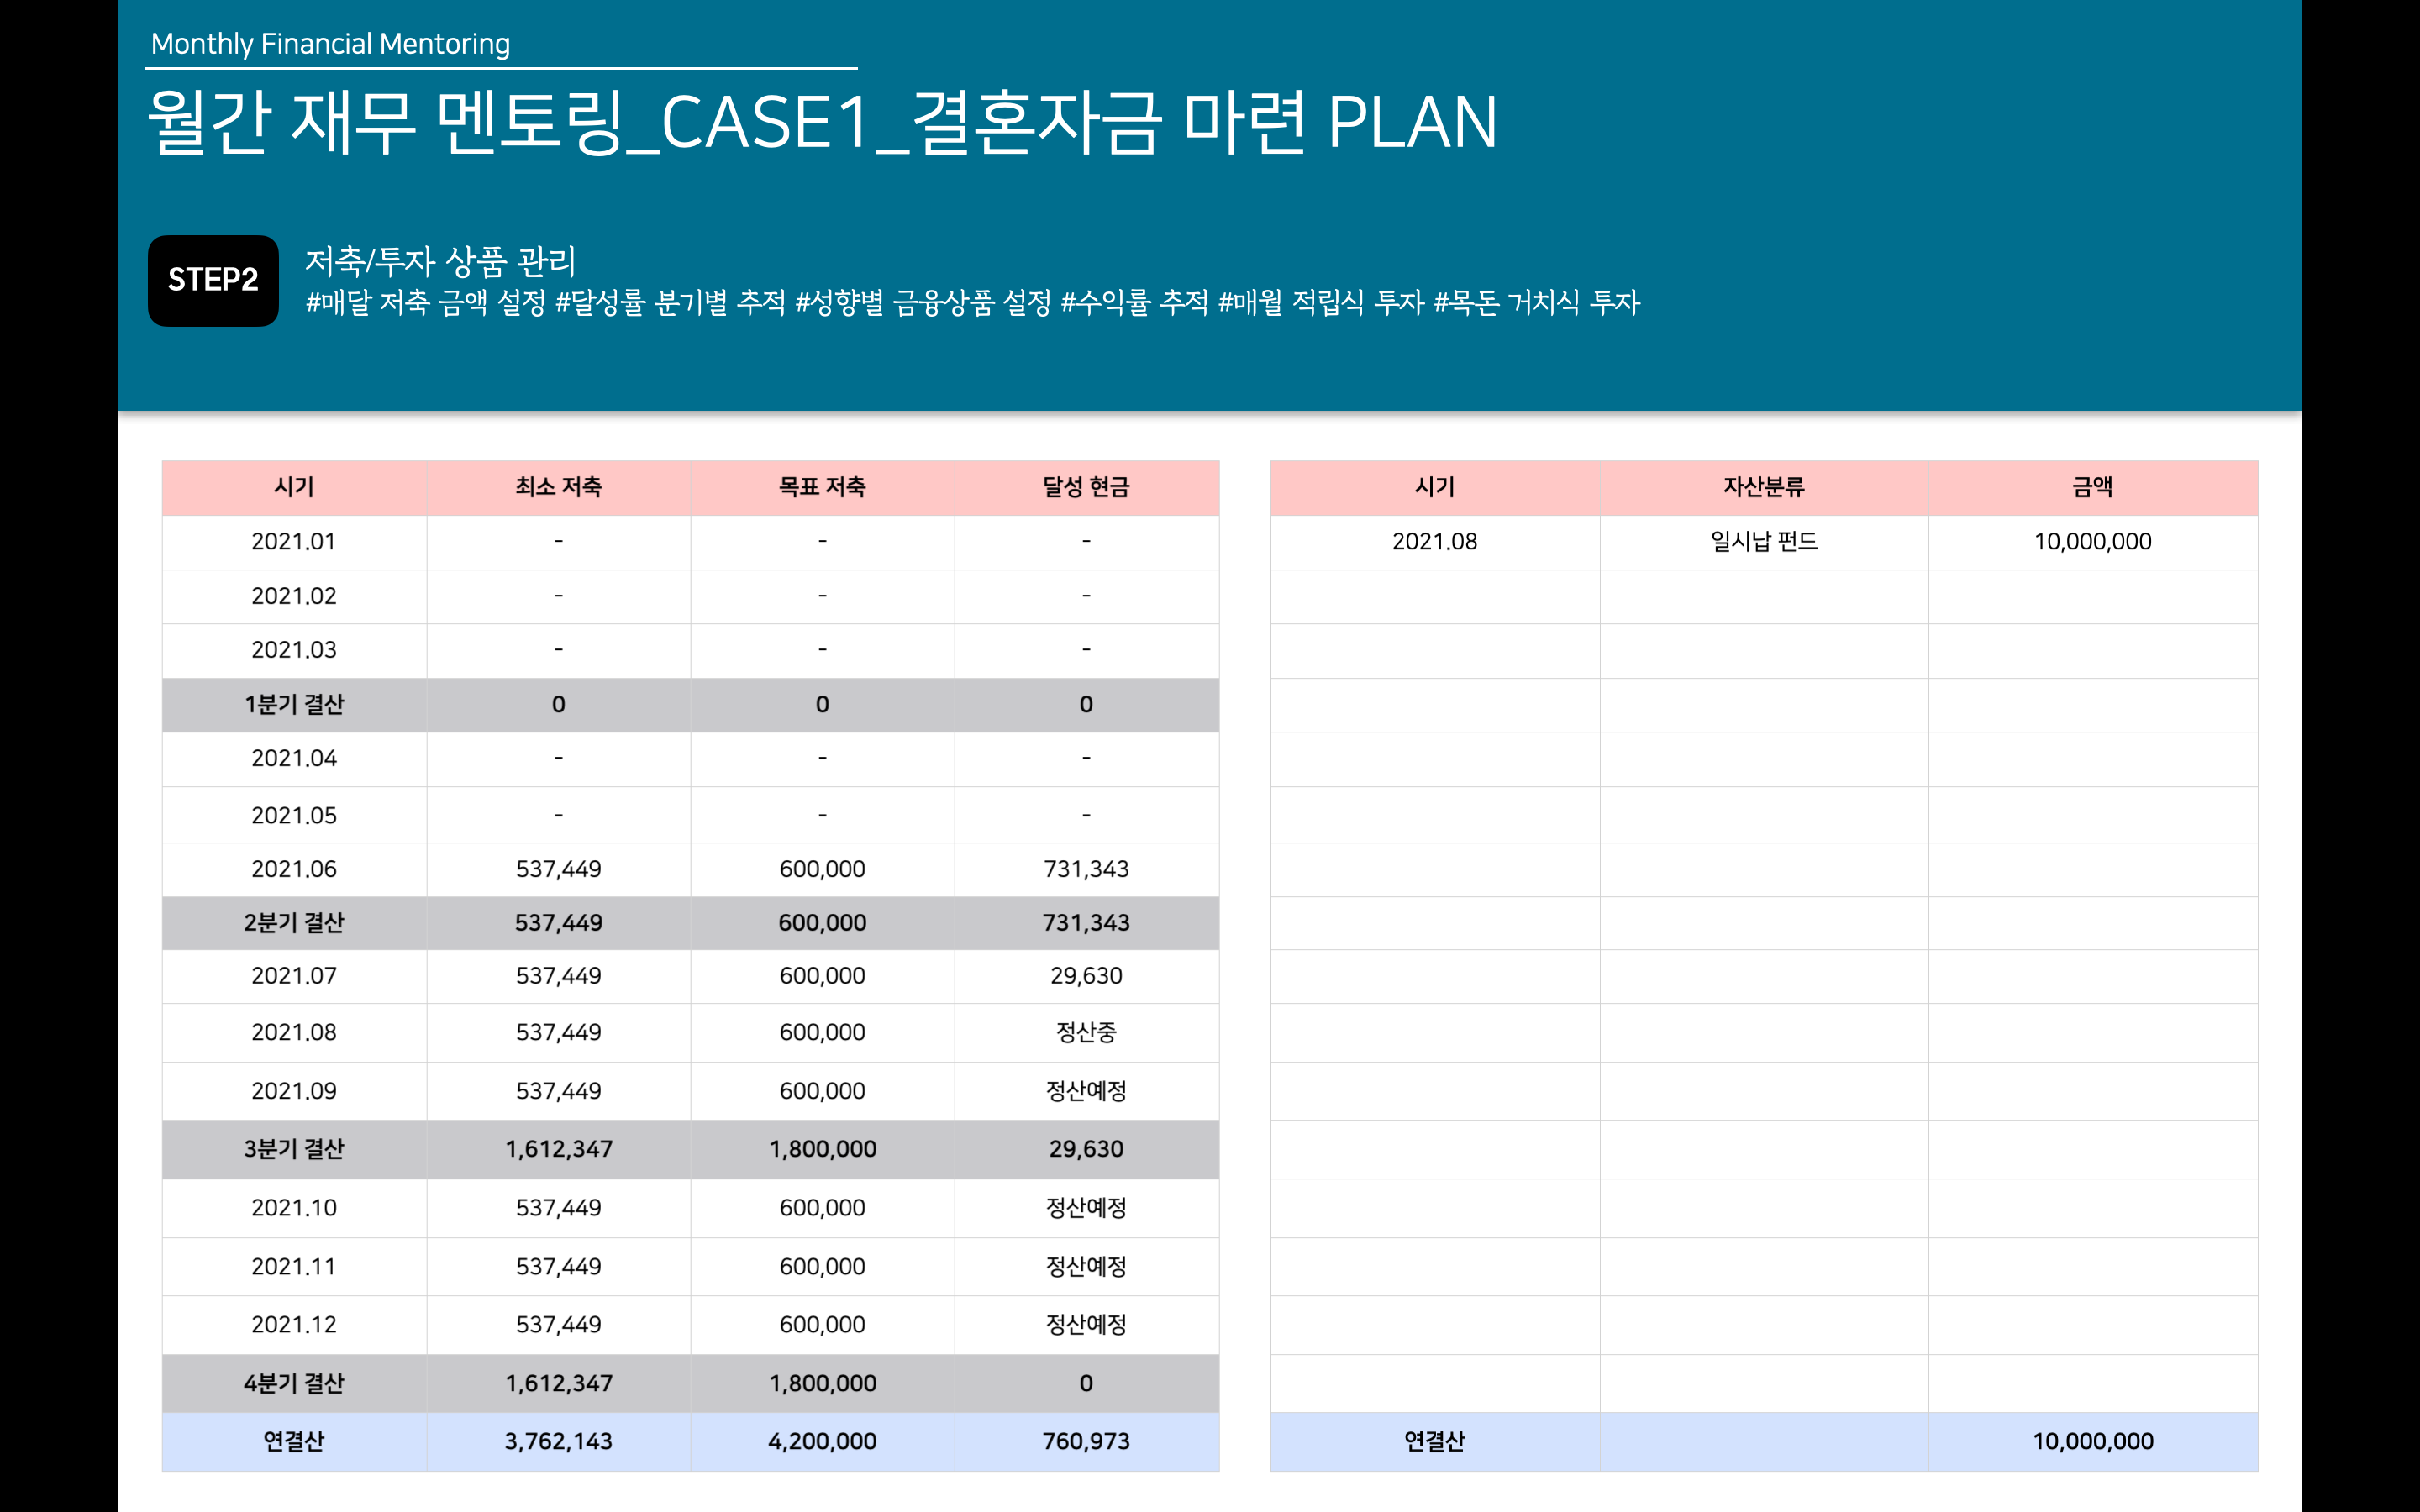 Monthly Financial Mentoring
월간 재무 멘토링_CASE1_결혼자금 마련 PLAN
STEP2
저축/투자 상품 관리
#매달 저축 금액 설정 #달성률 분기별 추적 #성향별 금융상품 설정 #수익률 추적 #매월 적립식 투자 #목돈 거치식 투자
시기 최소 저축 목표 저축 달성 현금
2021.01 - - -
2021.02 - - -
2021.03 - - -
1분기 결산 0 0 0
2021.04 - - -
2021.05 - - -
2021.06 537,449 600,000 731,343
2분기 결산 537,449 600,000 731,343
2021.07 537,449 600,000 29,630
2021.08 537,449 600,000 정산중
2021.09 537,449 600,000 정산예정
3분기 결산 1,612,347 1,800,000 29,630
2021.10 537,449 600,000 정산예정
2021.11 537,449 600,000 정산예정
2021.12 537,449 600,000 정산예정
4분기 결산 1,612,347 1,800,000 0
연결산 3,762,143 4,200,000 760,973
시기 자산분류 금액
2021.08 일시납 펀드 10,000,000
연결산 10,000,000